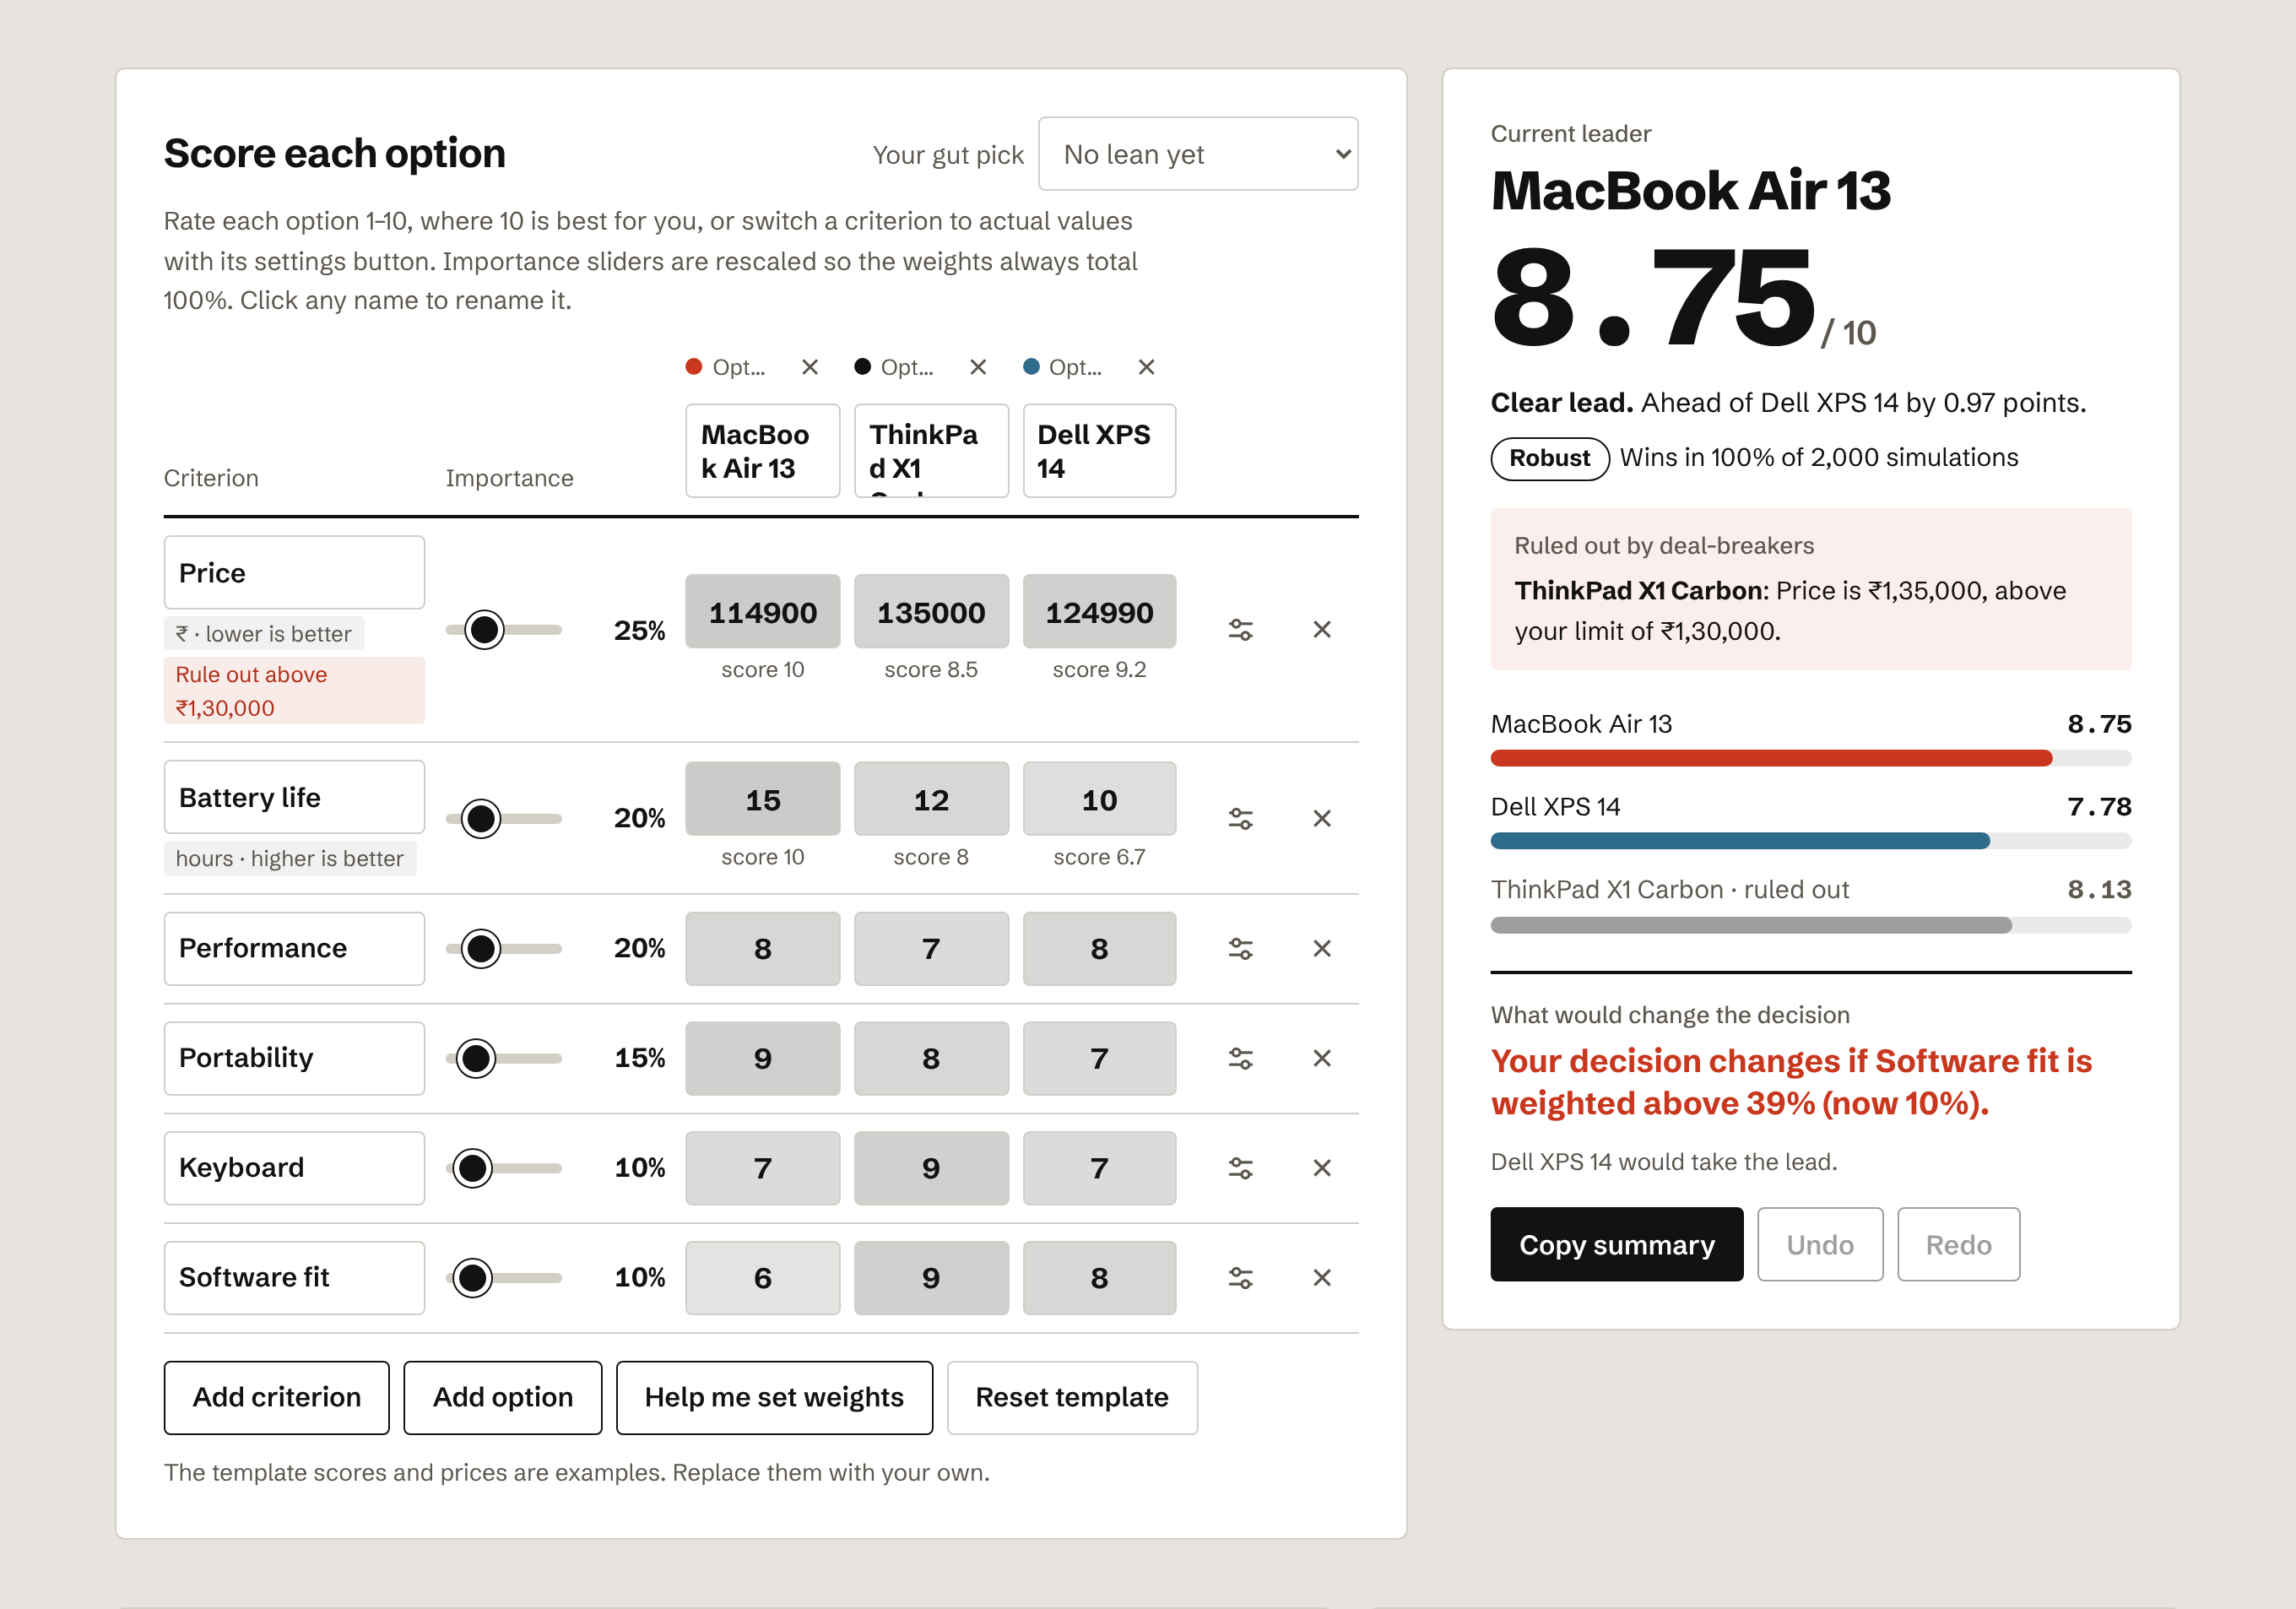 Score each option
Your gut pick
No lean yet
Rate each option 1–10, where 10 is best for you, or switch a criterion to actual values
with its settings button. Importance sliders are rescaled so the weights always total
100%. Click any name to rename it.
Opt... × Opt... × Opt... ×
Criterion
Importance
MacBoo
k Air 13
ThinkPa
d X1
Dell XPS
14
Price
₹ · lower is better
Rule out above
₹1,30,000
25%
114900 135000 124990
score 10 score 8.5 score 9.2
Battery life
hours · higher is better
20%
15 12 10
score 10 score 8 score 6.7
Performance 20% 8 7 8
Portability 15% 9 8 7
Keyboard 10% 7 9 7
Software fit 10% 6 9 8
Add criterion
Add option
Help me set weights
Reset template
The template scores and prices are examples. Replace them with your own.
Current leader
MacBook Air 13
8.75 / 10
Clear lead. Ahead of Dell XPS 14 by 0.97 points.
Robust Wins in 100% of 2,000 simulations
Ruled out by deal-breakers
ThinkPad X1 Carbon: Price is ₹1,35,000, above
your limit of ₹1,30,000.
MacBook Air 13 8.75
Dell XPS 14 7.78
ThinkPad X1 Carbon · ruled out 8.13
What would change the decision
Your decision changes if Software fit is
weighted above 39% (now 10%).
Dell XPS 14 would take the lead.
Copy summary
Undo
Redo